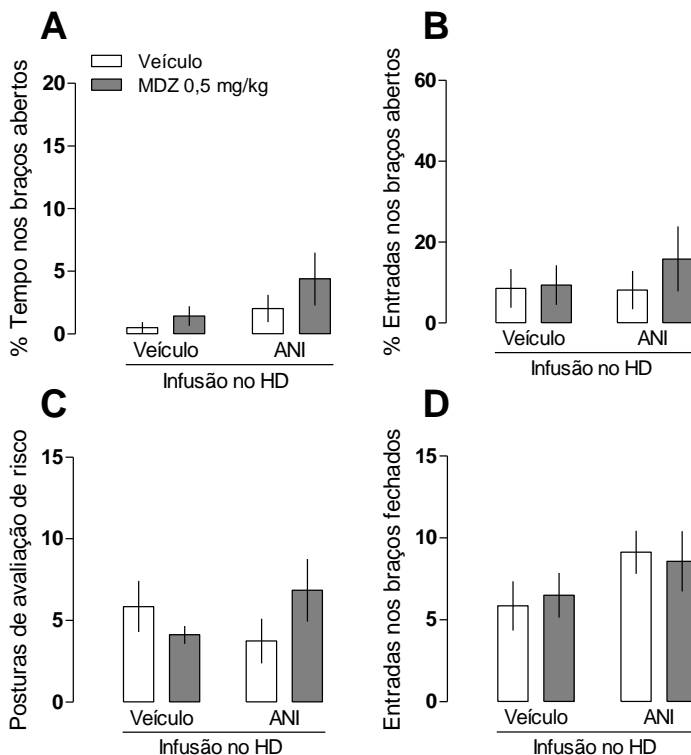 A
Veículo
MDZ 0,5 mg/kg
% Tempo nos braços abertos
20
15
10
5
0
Veículo ANI
Infusão no HD
B
% Entradas nos braços abertos
60
40
20
0
Veículo ANI
Infusão no HD
C
Posturas de avaliação de risco
15
10
5
0
Veículo ANI
Infusão no HD
D
Entradas nos braços fechados
15
10
5
0
Veículo ANI
Infusão no HD